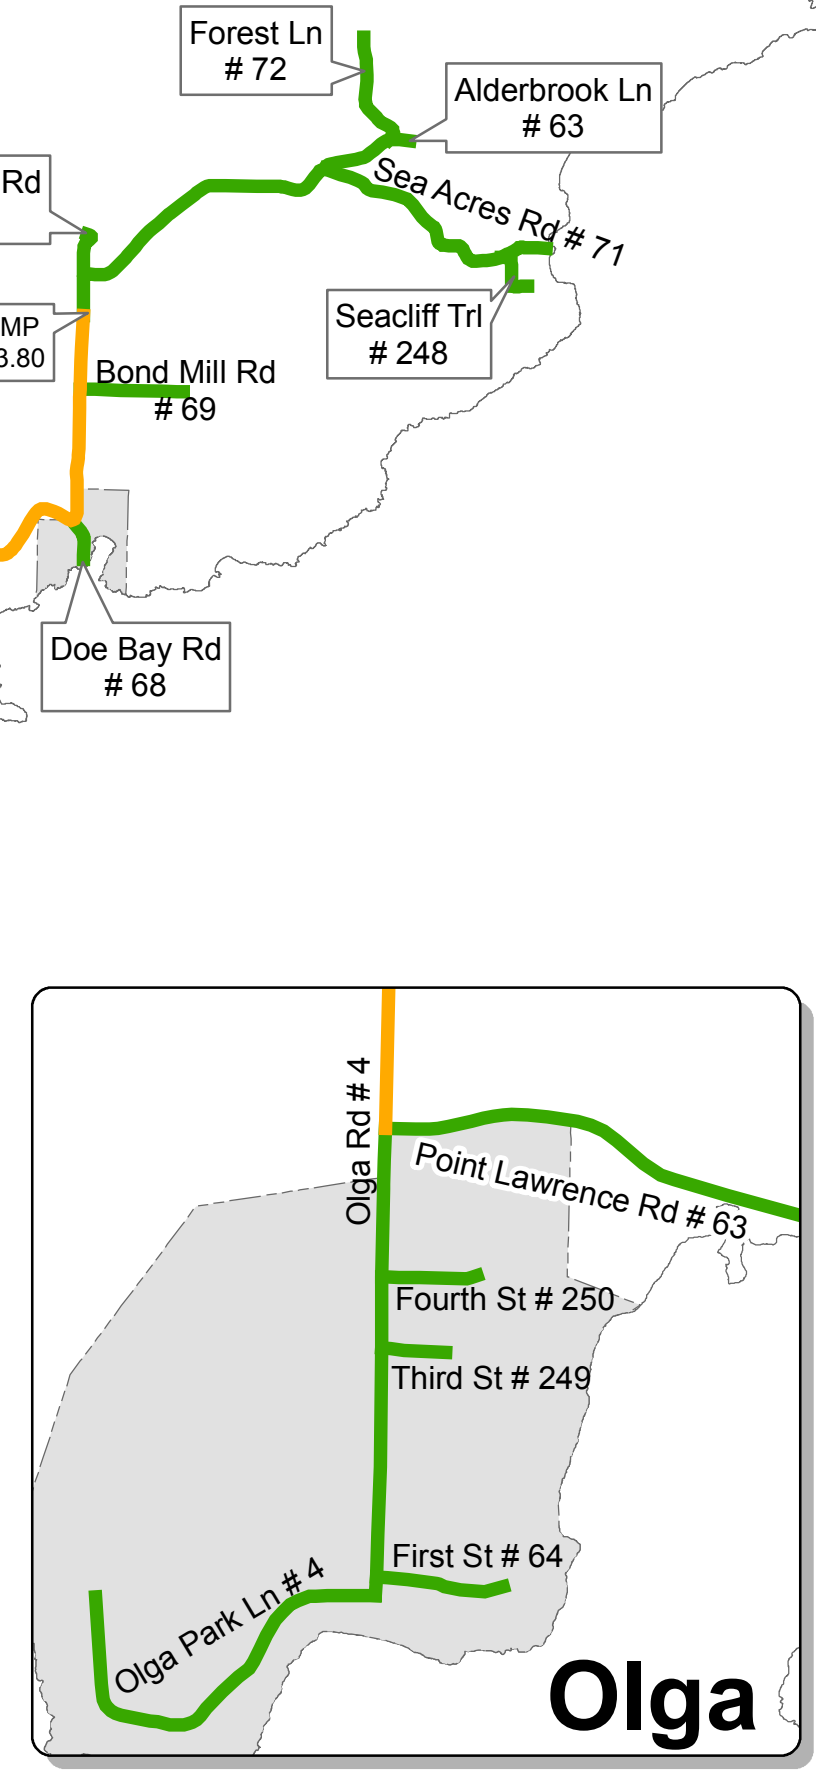 Forest Ln
# 72
Alderbrook Ln
# 63
Rd
Sea Acres Rd # 71
MP
3.80
Seacliff Trl
# 248
Bond Mill Rd
# 69
Doe Bay Rd
# 68
Olga Rd # 4
Point Lawrence Rd # 63
Fourth St # 250
Third St # 249
First St # 64
Olga Park Ln # 4
Olga